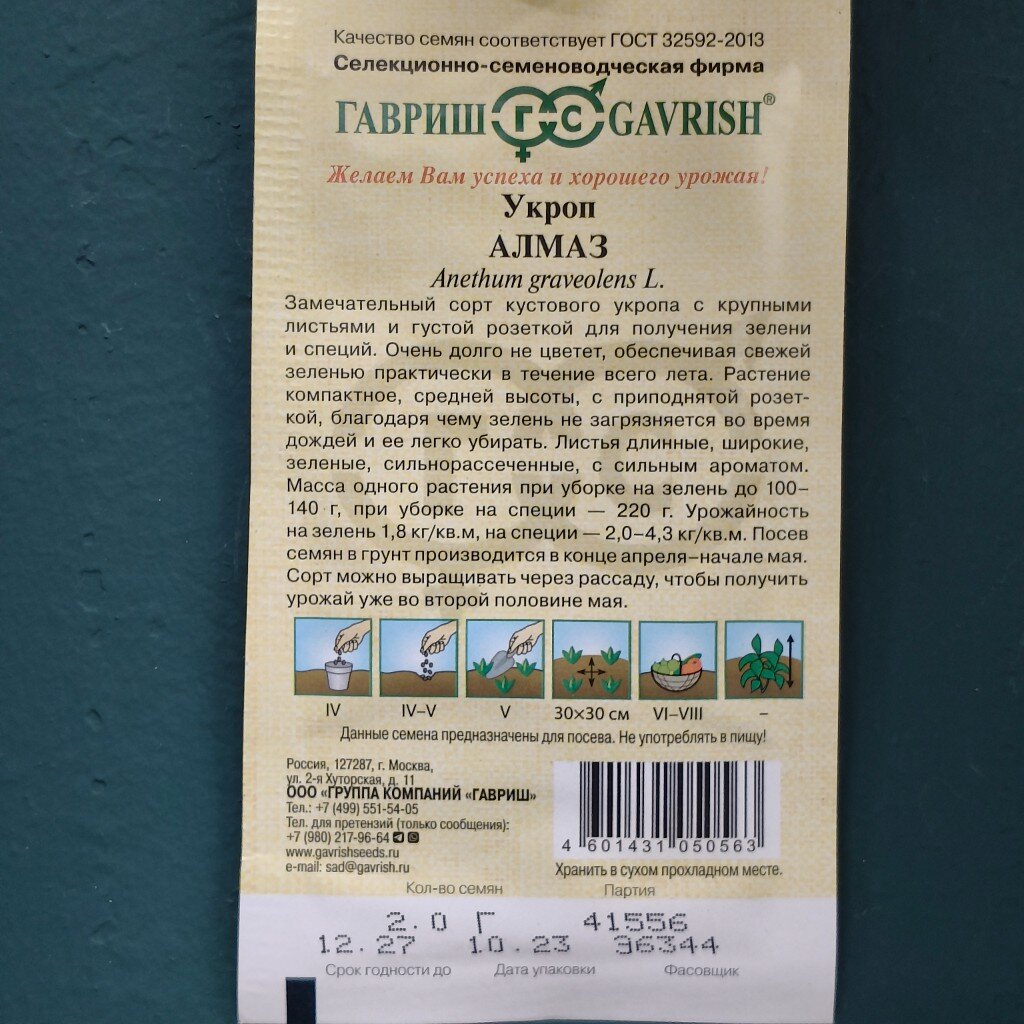 Качество семян соответствует ГОСТ 32592-2013
Селекционно-семеноводческая фирма
ГАВРИШ ГС GAVRISH®
Желаем Вам успеха и хорошего урожая!
Укроп
АЛМАЗ
Anethum graveolens L.
Замечательный сорт кустового укропа с крупными
листьями и густой розеткой для получения зелени
и специй. Очень долго не цветет, обеспечивая свежей
зеленью практически в течение всего лета. Растение
компактное, средней высоты, с приподнятой розет-
кой, благодаря чему зелень не загрязняется во время
дождей и ее легко убирать. Листья длинные, широкие,
зеленые, сильнорассеченные, с сильным ароматом.
Масса одного растения при уборке на зелень до 100–
140 г, при уборке на специи — 220 г. Урожайность
на зелень 1,8 кг/кв.м, на специи — 2,0–4,3 кг/кв.м. Посев
семян в грунт производится в конце апреля–начале мая.
Сорт можно выращивать через рассаду, чтобы получить
урожай уже во второй половине мая.
IV IV–V V 30×30 см VI–VIII –
Данные семена предназначены для посева. Не употреблять в пищу!
Россия, 127287, г. Москва,
ул. 2-я Хуторская, д. 11
ООО «ГРУППА КОМПАНИЙ «ГАВРИШ»
Тел.: +7 (499) 551-54-05
Тел. для претензий (только сообщения):
+7 (980) 217-96-64
www.gavrishseeds.ru
e-mail: sad@gavrish.ru
4 601431 050563
Хранить в сухом прохладном месте.
Кол-во семян Партия
2.0 Г 41556
12.27 10.23 96344
Срок годности до Дата упаковки Фасовщик